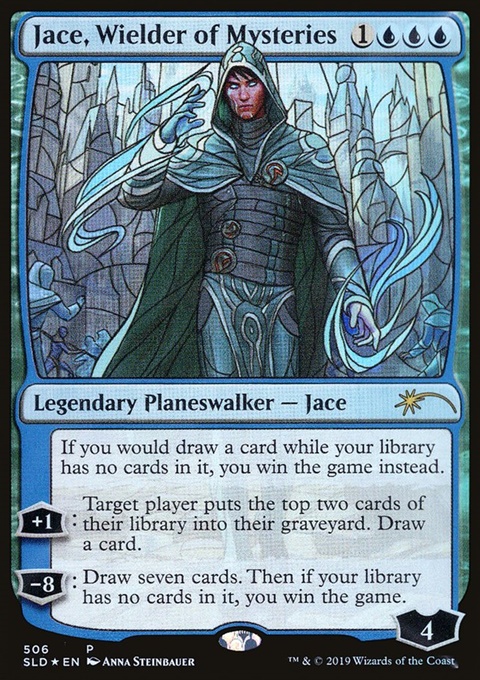 Jace, Wielder of Mysteries 1
Legendary Planeswalker — Jace
If you would draw a card while your library
has no cards in it, you win the game instead.
+1 : Target player puts the top two cards of
their library into their graveyard. Draw
a card.
−8 : Draw seven cards. Then if your library
has no cards in it, you win the game.
4
506 P
SLD ★ EN Anna Steinbauer
™ & © 2019 Wizards of the Coast